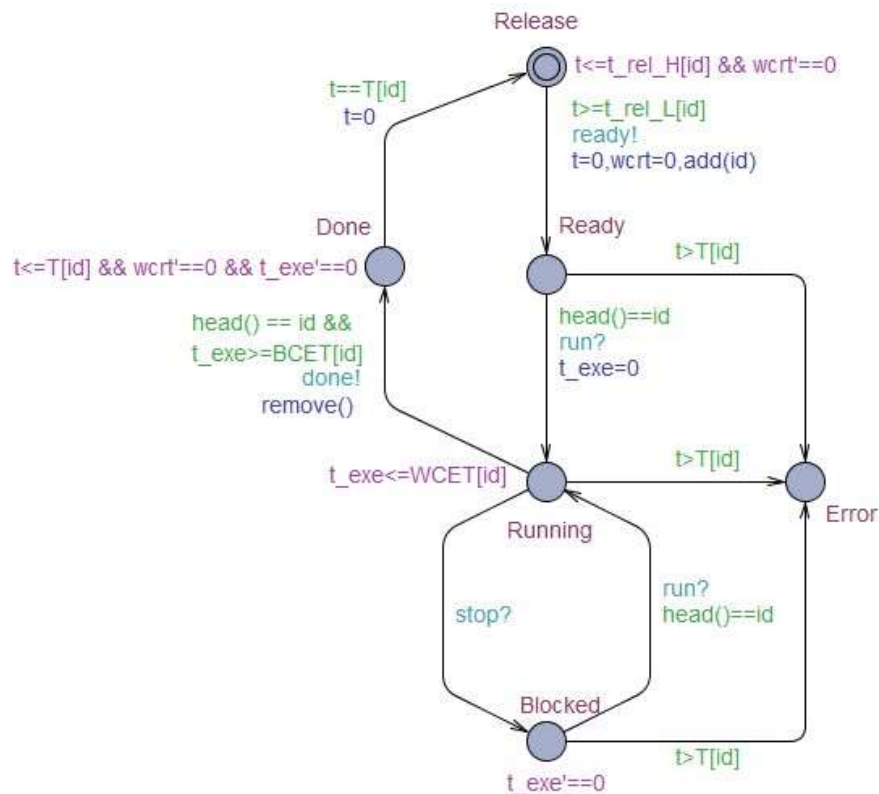 Release
t<=t_rel_H[id] && wcrt'==0
t==T[id]
t=0
t>=t_rel_L[id]
ready!
t=0,wcrt=0,add(id)
Done
Ready
t<=T[id] && wcrt'==0 && t_exe'==0
t>T[id]
head() == id &&
t_exe>=BCET[id]
done!
remove()
head()==id
run?
t_exe=0
t_exe<=WCET[id]
t>T[id]
Running
Error
stop?
run?
head()==id
Blocked
t>T[id]
t_exe'==0